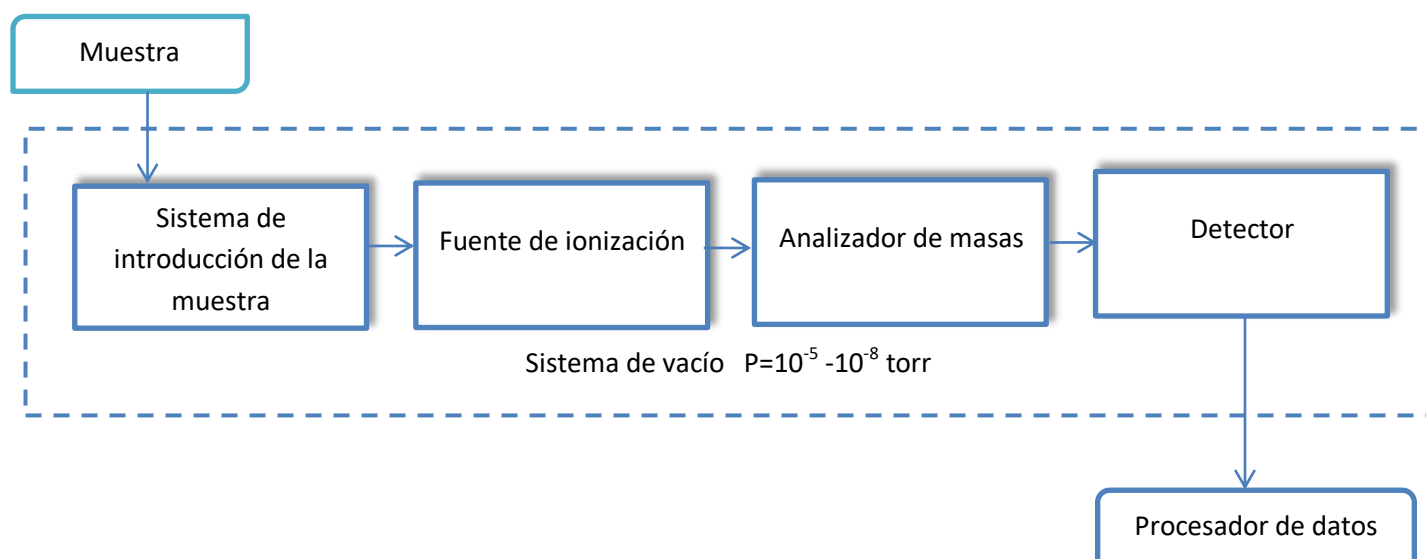 Muestra
Sistema de
introducción de la
muestra
Fuente de ionización
Analizador de masas
Detector
Sistema de vacío P=10⁻⁵ -10⁻⁸ torr
Procesador de datos